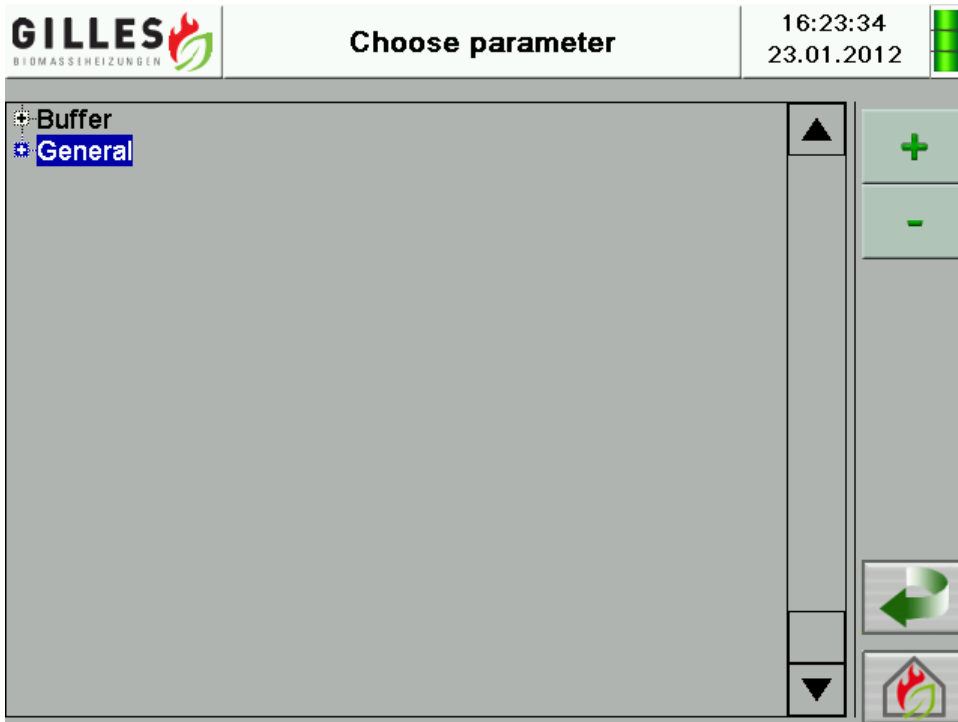 GILLES
BIOMASSEHEIZUNGEN
Choose parameter
16:23:34
23.01.2012
Buffer
General
+
-